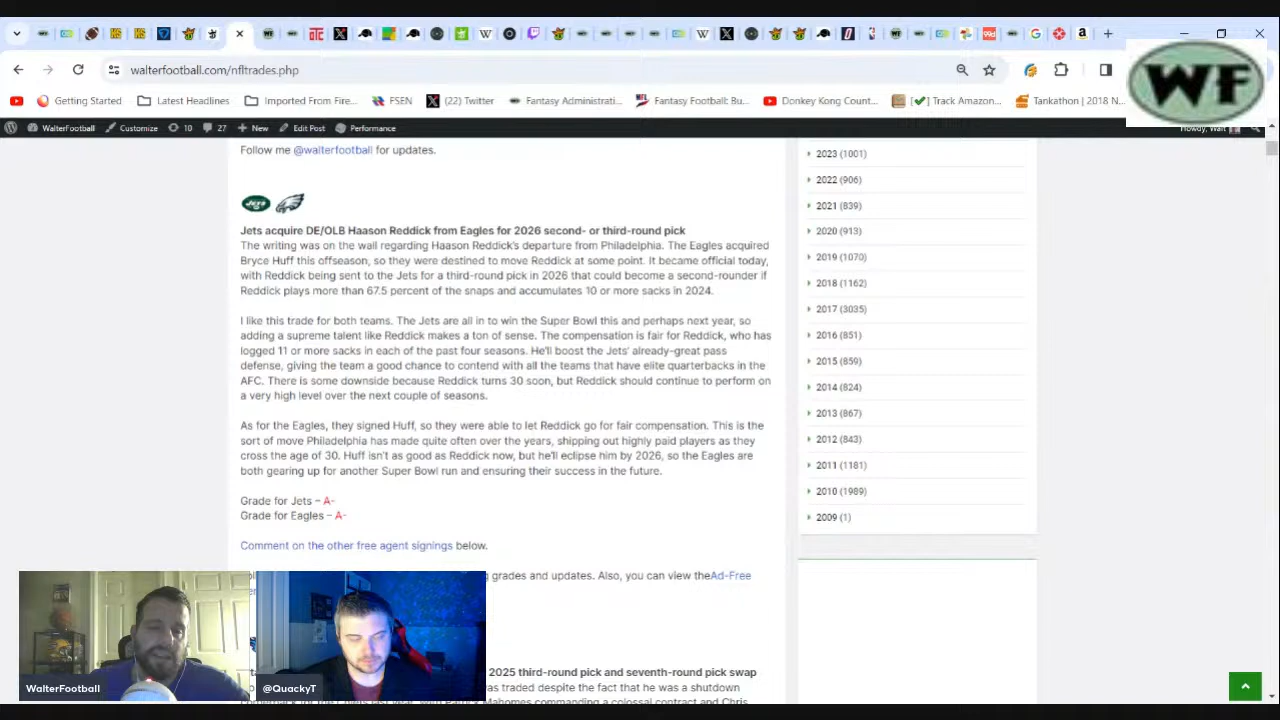 walterfootball.com/nfltrades.php
WF
Getting Started
Latest Headlines
Imported From Fire...
FSEN
(22) Twitter
Fantasy Administrati...
Fantasy Football: Bu...
Donkey Kong Count...
Track Amazon...
Tankathon | 2018 N...
WalterFootball
Customize
10
27
New
Edit Post
Performance
Howdy, Walt
Follow me @walterfootball for updates.
JETS
Jets acquire DE/OLB Haason Reddick from Eagles for 2026 second- or third-round pick
The writing was on the wall regarding Haason Reddick's departure from Philadelphia. The Eagles acquired
Bryce Huff this offseason, so they were destined to move Reddick at some point. It became official today,
with Reddick being sent to the Jets for a third-round pick in 2026 that could become a second-rounder if
Reddick plays more than 67.5 percent of the snaps and accumulates 10 or more sacks in 2024.
I like this trade for both teams. The Jets are all in to win the Super Bowl this and perhaps next year, so
adding a supreme talent like Reddick makes a ton of sense. The compensation is fair for Reddick, who has
logged 11 or more sacks in each of the past four seasons. He'll boost the Jets' already-great pass
defense, giving the team a good chance to contend with all the teams that have elite quarterbacks in the
AFC. There is some downside because Reddick turns 30 soon, but Reddick should continue to perform on
a very high level over the next couple of seasons.
As for the Eagles, they signed Huff, so they were able to let Reddick go for fair compensation. This is the
sort of move Philadelphia has made quite often over the years, shipping out highly paid players as they
cross the age of 30. Huff isn't as good as Reddick now, but he'll eclipse him by 2026, so the Eagles are
both gearing up for another Super Bowl run and ensuring their success in the future.
Grade for Jets – A-
Grade for Eagles – A-
Comment on the other free agent signings below.
grades and updates. Also, you can view theAd-Free
2025 third-round pick and seventh-round pick swap
was traded despite the fact that he was a shutdown
cornerback for the Chiefs last year. With Patrick Mahomes commanding a colossal contract and Chris
2023 (1001)
2022 (906)
2021 (839)
2020 (913)
2019 (1070)
2018 (1162)
2017 (3035)
2016 (851)
2015 (859)
2014 (824)
2013 (867)
2012 (843)
2011 (1181)
2010 (1989)
2009 (1)
WalterFootball
@QuackyT